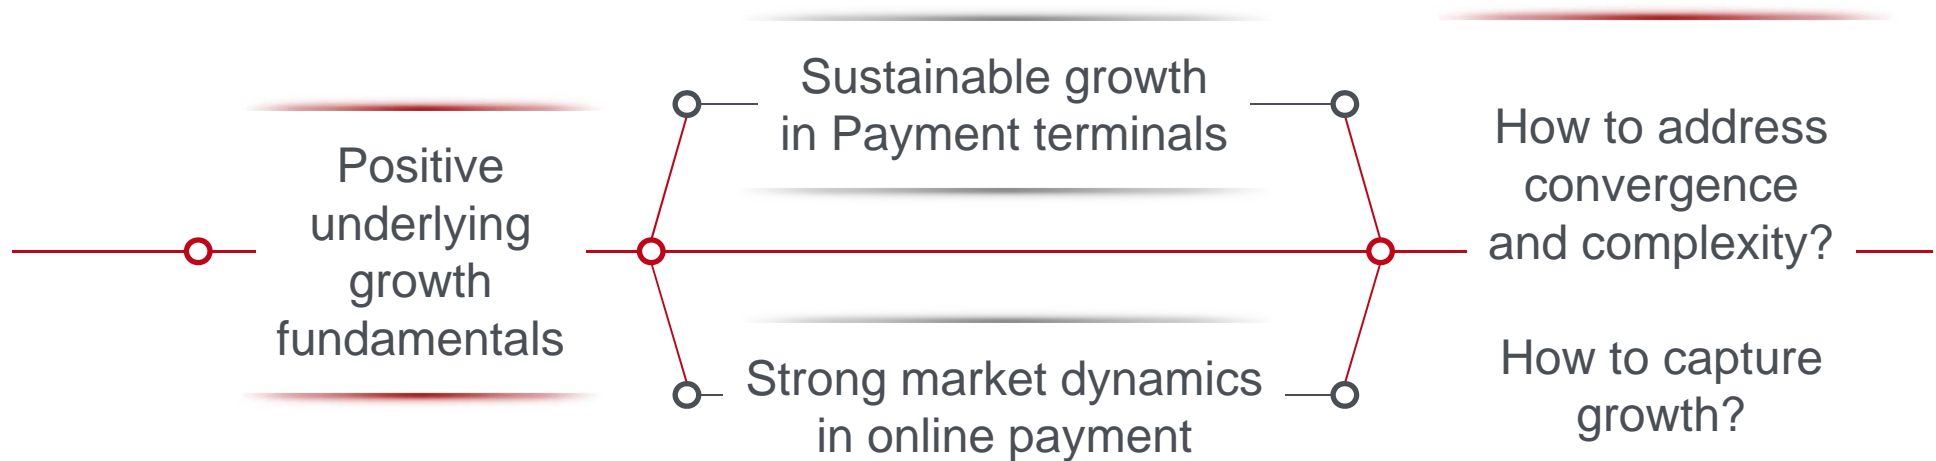 Positive
underlying
growth
fundamentals
Sustainable growth
in Payment terminals
Strong market dynamics
in online payment
How to address
convergence
and complexity?
How to capture
growth?